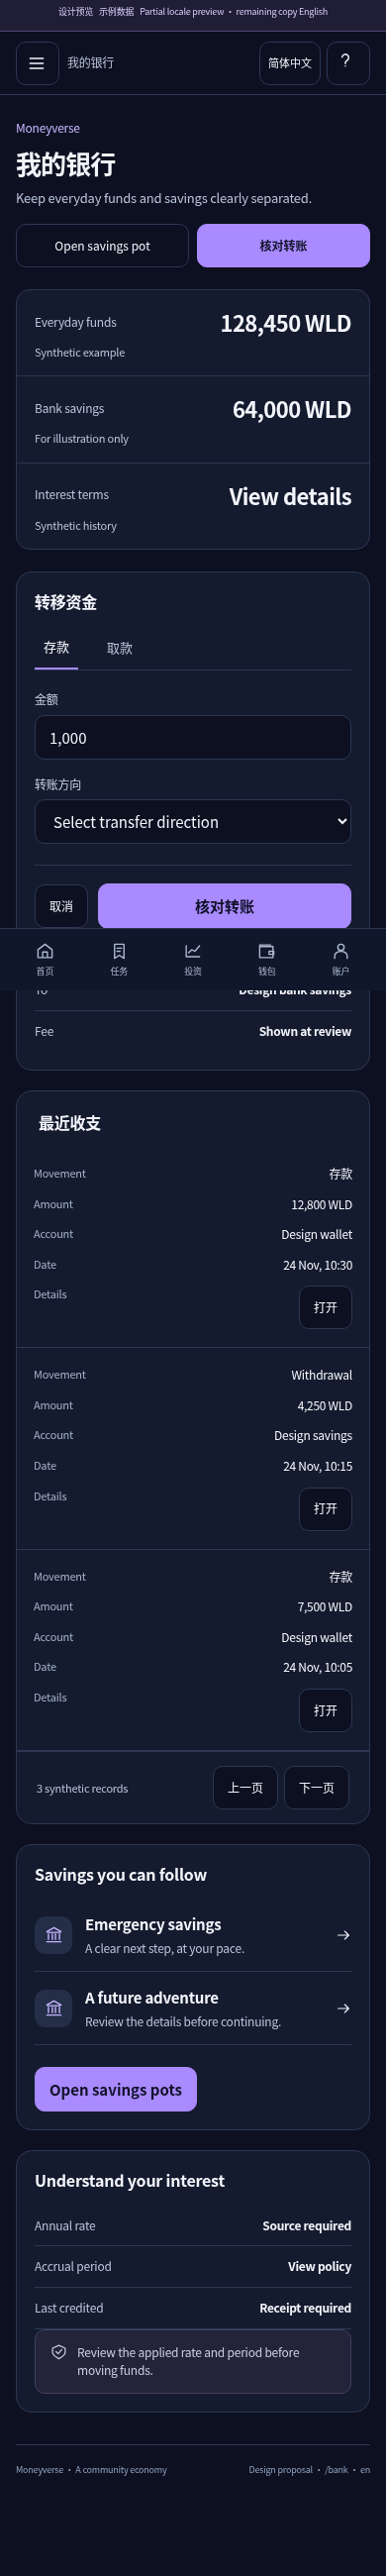 设计预览 示例数据 Partial locale preview • remaining copy English
我的银行
简体中文
?
Moneyverse
我的银行
Keep everyday funds and savings clearly separated.
Open savings pot
核对转账
Everyday funds
128,450 WLD
Synthetic example
Bank savings
64,000 WLD
For illustration only
Interest terms
View details
Synthetic history
转移资金
存款
取款
金额
1,000
转账方向
Select transfer direction
取消
核对转账
首页
任务
投资
钱包
账户
To
Design bank savings
Fee
Shown at review
最近收支
Movement
存款
Amount
12,800 WLD
Account
Design wallet
Date
24 Nov, 10:30
Details
打开
Movement
Withdrawal
Amount
4,250 WLD
Account
Design savings
Date
24 Nov, 10:15
Details
打开
Movement
存款
Amount
7,500 WLD
Account
Design wallet
Date
24 Nov, 10:05
Details
打开
3 synthetic records
上一页
下一页
Savings you can follow
Emergency savings
A clear next step, at your pace.
A future adventure
Review the details before continuing.
Open savings pots
Understand your interest
Annual rate
Source required
Accrual period
View policy
Last credited
Receipt required
Review the applied rate and period before
moving funds.
Moneyverse • A community economy
Design proposal • /bank • en